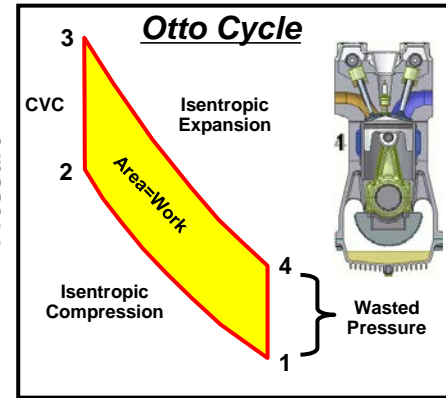 Otto Cycle
3
CVC
Isentropic
Expansion
2
Area=Work
4
Isentropic
Compression
Wasted
Pressure
1